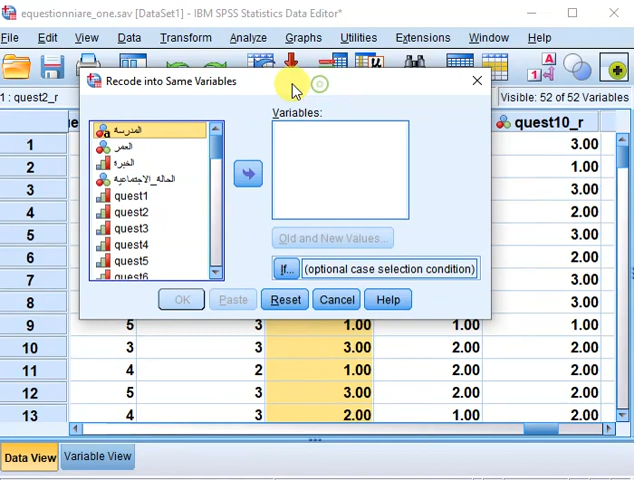 equestionniare_one.sav [DataSet1] - IBM SPSS Statistics Data Editor*
File Edit View Data Transform Analyze Graphs Utilities Extensions Window Help
1 : quest2_r
Visible: 52 of 52 Variables
Recode into Same Variables
المدرسة
العمر
الخبرة
الحالة_الاجتماعية
quest1
quest2
quest3
quest4
quest5
quest6
Variables:
Old and New Values...
If... (optional case selection condition)
OK Paste Reset Cancel Help
quest10_r
1 3.00
2 1.00
3 3.00
4 2.00
5 3.00
6 2.00
7 3.00
8 3.00
9 5 3 1.00 1.00 1.00
10 3 3 3.00 2.00 2.00
11 4 2 1.00 2.00 2.00
12 5 3 3.00 2.00 2.00
13 4 3 2.00 1.00 2.00
Data View Variable View